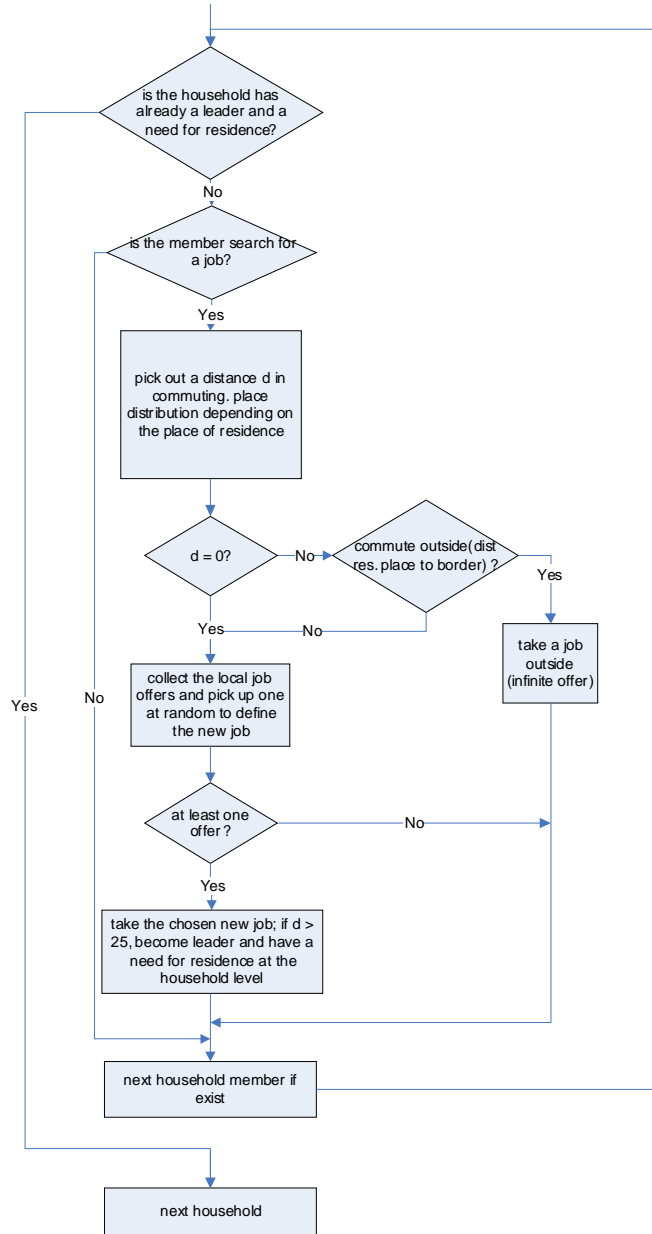 is the household has
already a leader and a
need for residence?
No
is the member search for
a job?
Yes
pick out a distance d in
commuting. place
distribution depending on
the place of residence
d = 0?
No
commute outside(dist
res. place to border) ?
Yes
Yes
No
take a job
outside
(infinite offer)
collect the local job
offers and pick up one
at random to define
the new job
No
Yes
at least one
offer ?
No
Yes
take the chosen new job; if d >
25, become leader and have a
need for residence at the
household level
next household member if
exist
next household